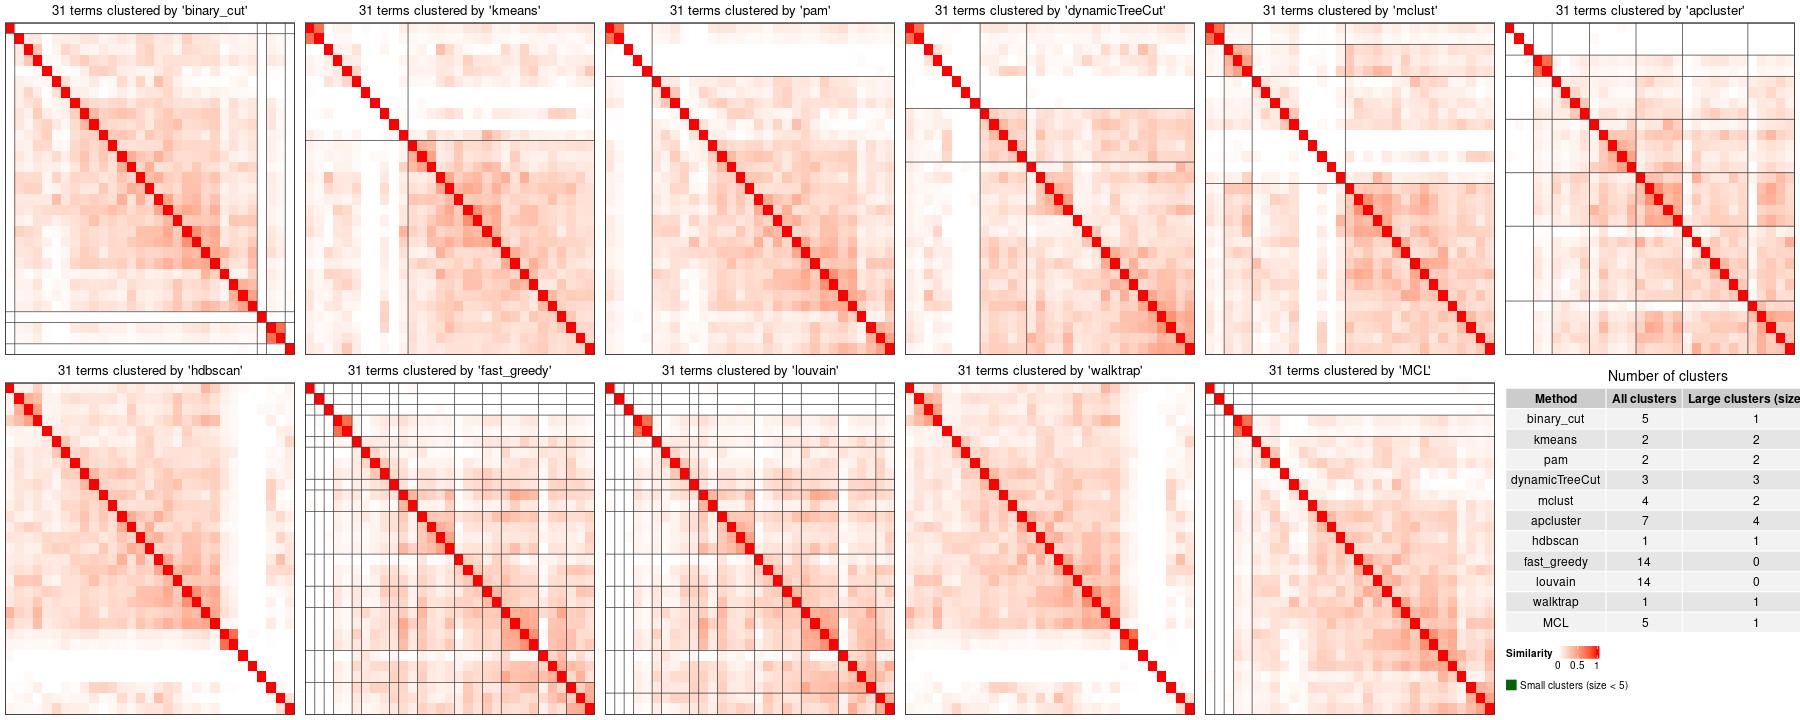 31 terms clustered by 'binary_cut'
31 terms clustered by 'kmeans'
31 terms clustered by 'pam'
31 terms clustered by 'dynamicTreeCut'
31 terms clustered by 'mclust'
31 terms clustered by 'apcluster'
31 terms clustered by 'hdbscan'
31 terms clustered by 'fast_greedy'
31 terms clustered by 'louvain'
31 terms clustered by 'walktrap'
31 terms clustered by 'MCL'
Number of clusters
Method All clusters Large clusters (size
binary_cut 5 1
kmeans 2 2
pam 2 2
dynamicTreeCut 3 3
mclust 4 2
apcluster 7 4
hdbscan 1 1
fast_greedy 14 0
louvain 14 0
walktrap 1 1
MCL 5 1
Similarity
0 0.5 1
Small clusters (size < 5)